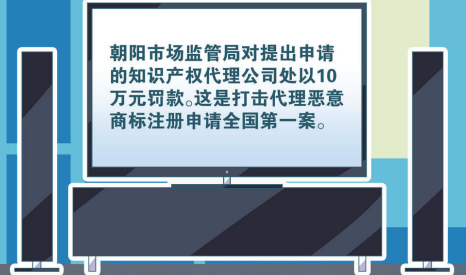 朝阳市场监管局对提出申请
的知识产权代理公司处以10
万元罚款。这是打击代理恶意
商标注册申请全国第一案。